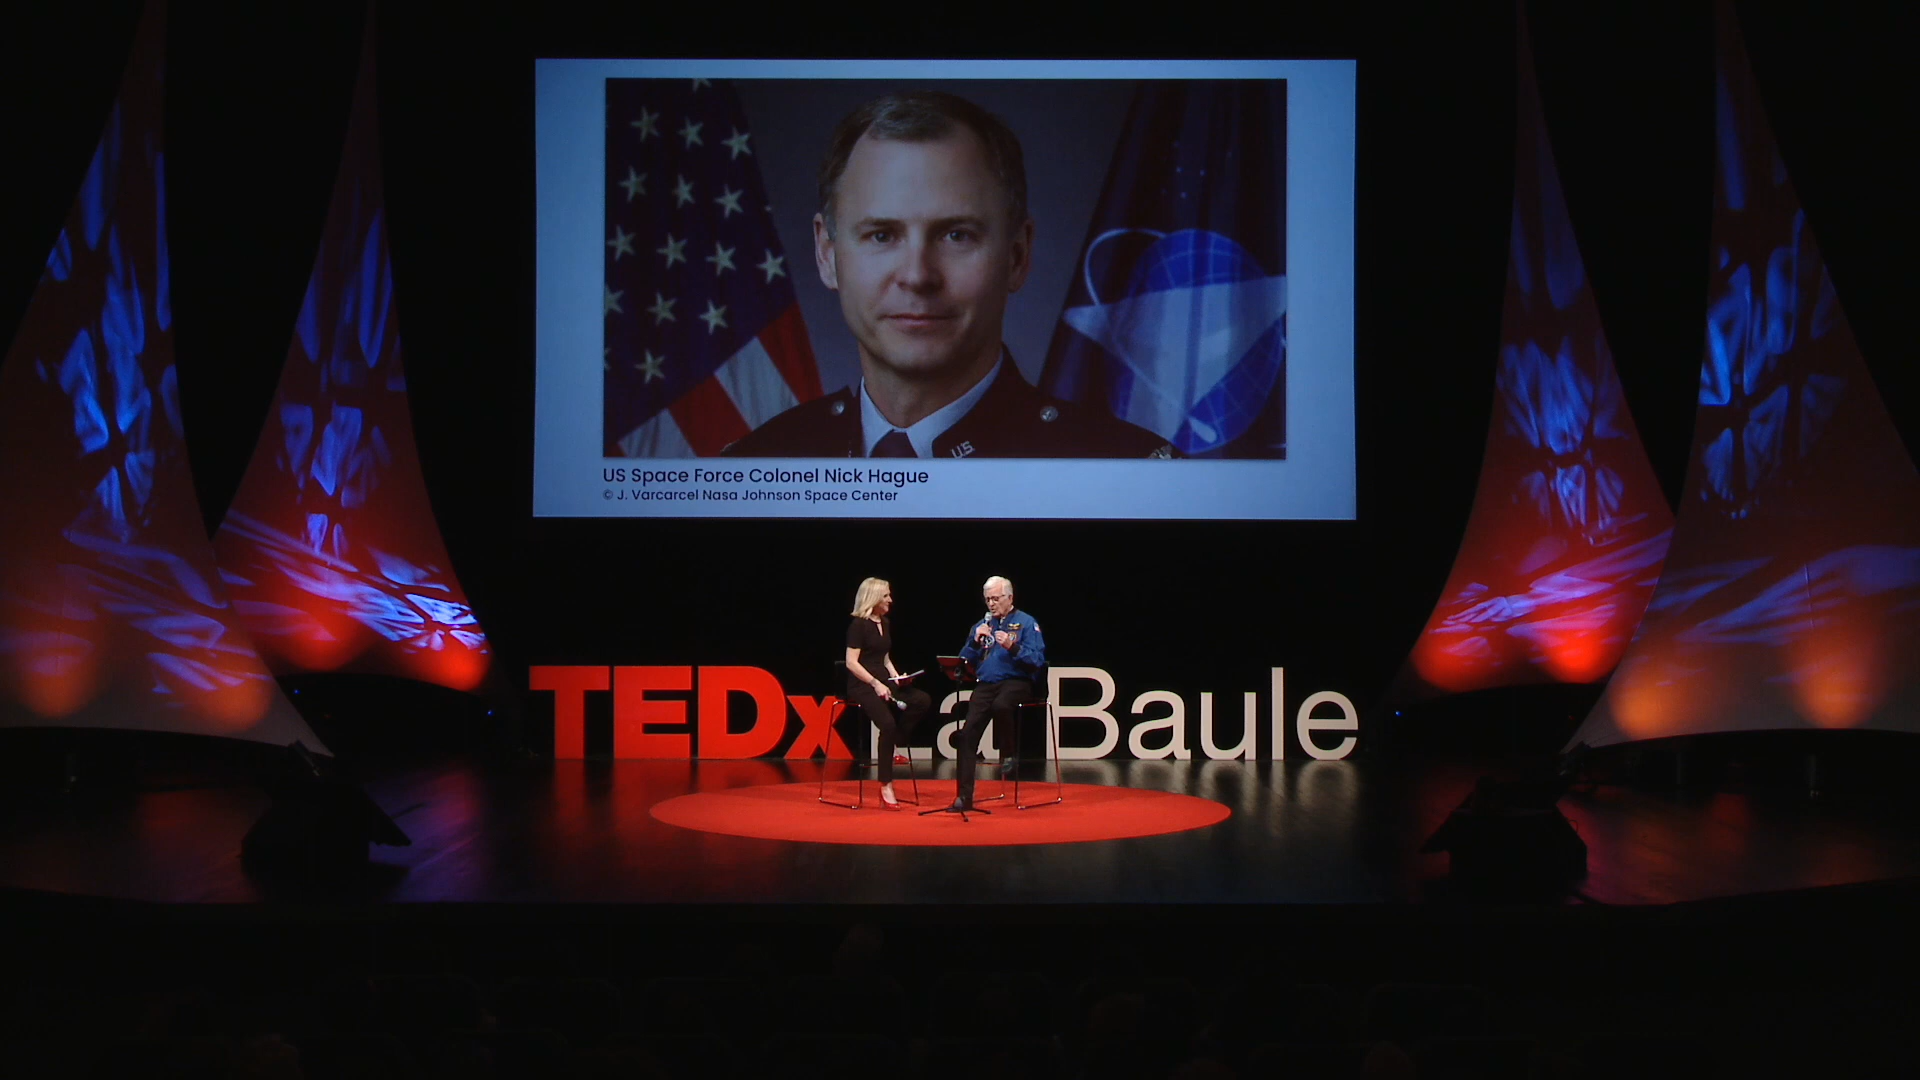 U.S.
US Space Force Colonel Nick Hague
© J. Varcarcel Nasa Johnson Space Center
TEDx La Baule